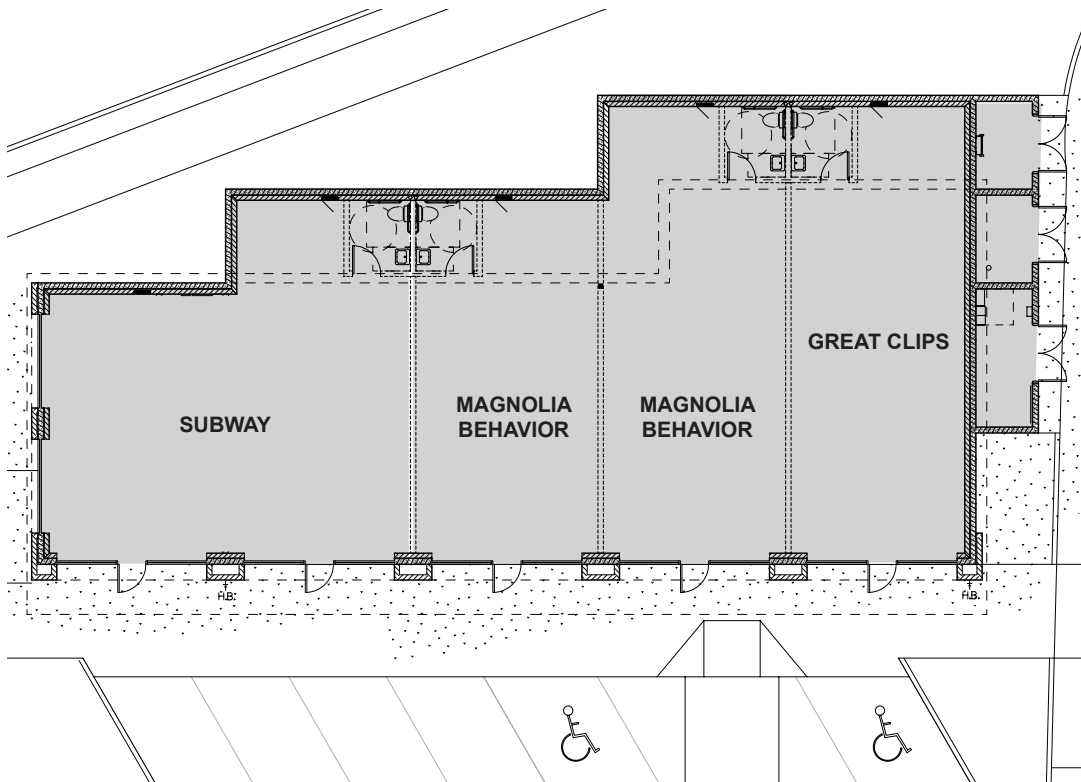 GREAT CLIPS
SUBWAY
MAGNOLIA
BEHAVIOR
MAGNOLIA
BEHAVIOR
H.B.
H.B.